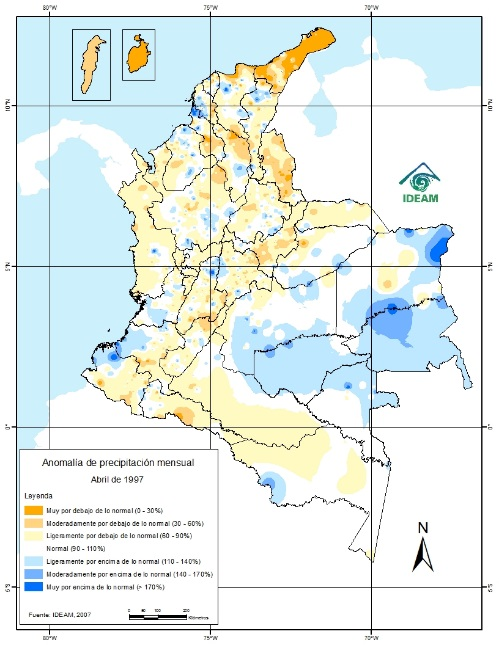 80°W 75°W 70°W
10°N 10°N
IDEAM
5°N 5°N
0° 0°
Anomalía de precipitación mensual
Abril de 1997
Leyenda
Muy por debajo de lo normal (0 - 30%)
Moderadamente por debajo de lo normal (30 - 60%)
Ligeramente por debajo de lo normal (60 - 90%)
Normal (90 - 110%)
Ligeramente por encima de lo normal (110 - 140%)
Moderadamente por encima de lo normal (140 - 170%)
Muy por encima de lo normal (> 170%)
Fuente: IDEAM, 2007
Kilómetros
N
5°S 5°S
80°W 75°W 70°W